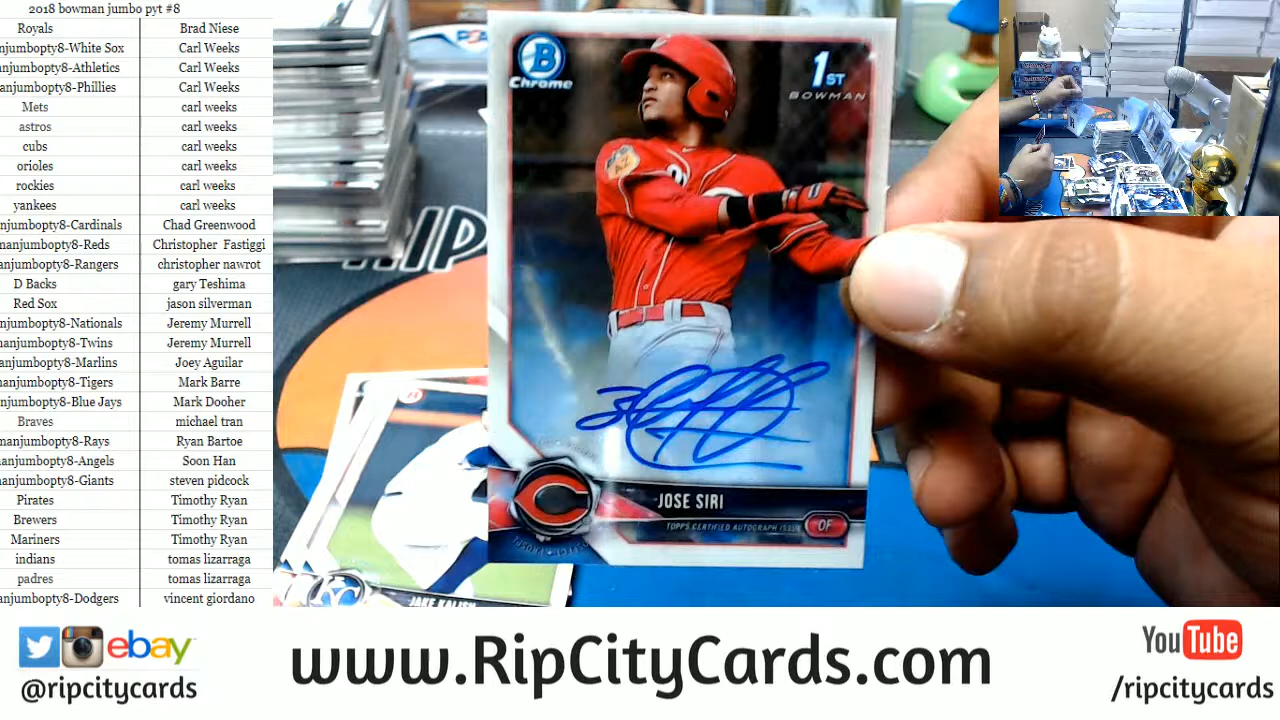 2018 bowman jumbo pyt #8
Royals Brad Niese
anjumbopty8-White Sox Carl Weeks
anjumbopty8-Athletics Carl Weeks
anjumbopty8-Phillies Carl Weeks
Mets carl weeks
astros carl weeks
cubs carl weeks
orioles carl weeks
rockies carl weeks
yankees carl weeks
anjumbopty8-Cardinals Chad Greenwood
manjumbopty8-Reds Christopher Fastiggi
anjumbopty8-Rangers christopher nawrot
D Backs gary Teshima
Red Sox jason silverman
njumbopty8-Nationals Jeremy Murrell
manjumbopty8-Twins Jeremy Murrell
anjumbopty8-Marlins Joey Aguilar
manjumbopty8-Tigers Mark Barre
njumbopty8-Blue Jays Mark Dooher
Braves michael tran
manjumbopty8-Rays Ryan Bartoe
anjumbopty8-Angels Soon Han
anjumbopty8-Giants steven pidcock
Pirates Timothy Ryan
Brewers Timothy Ryan
Mariners Timothy Ryan
indians tomas lizarraga
padres tomas lizarraga
anjumbopty8-Dodgers vincent giordano
B
Chrome
1ST
BOWMAN
RIP
JOSE SIRI
TOPPS CERTIFIED AUTOGRAPH ISSUE OF
JAKE KALISH
ebay
@ripcitycards
www.RipCityCards.com
YouTube
/ripcitycards